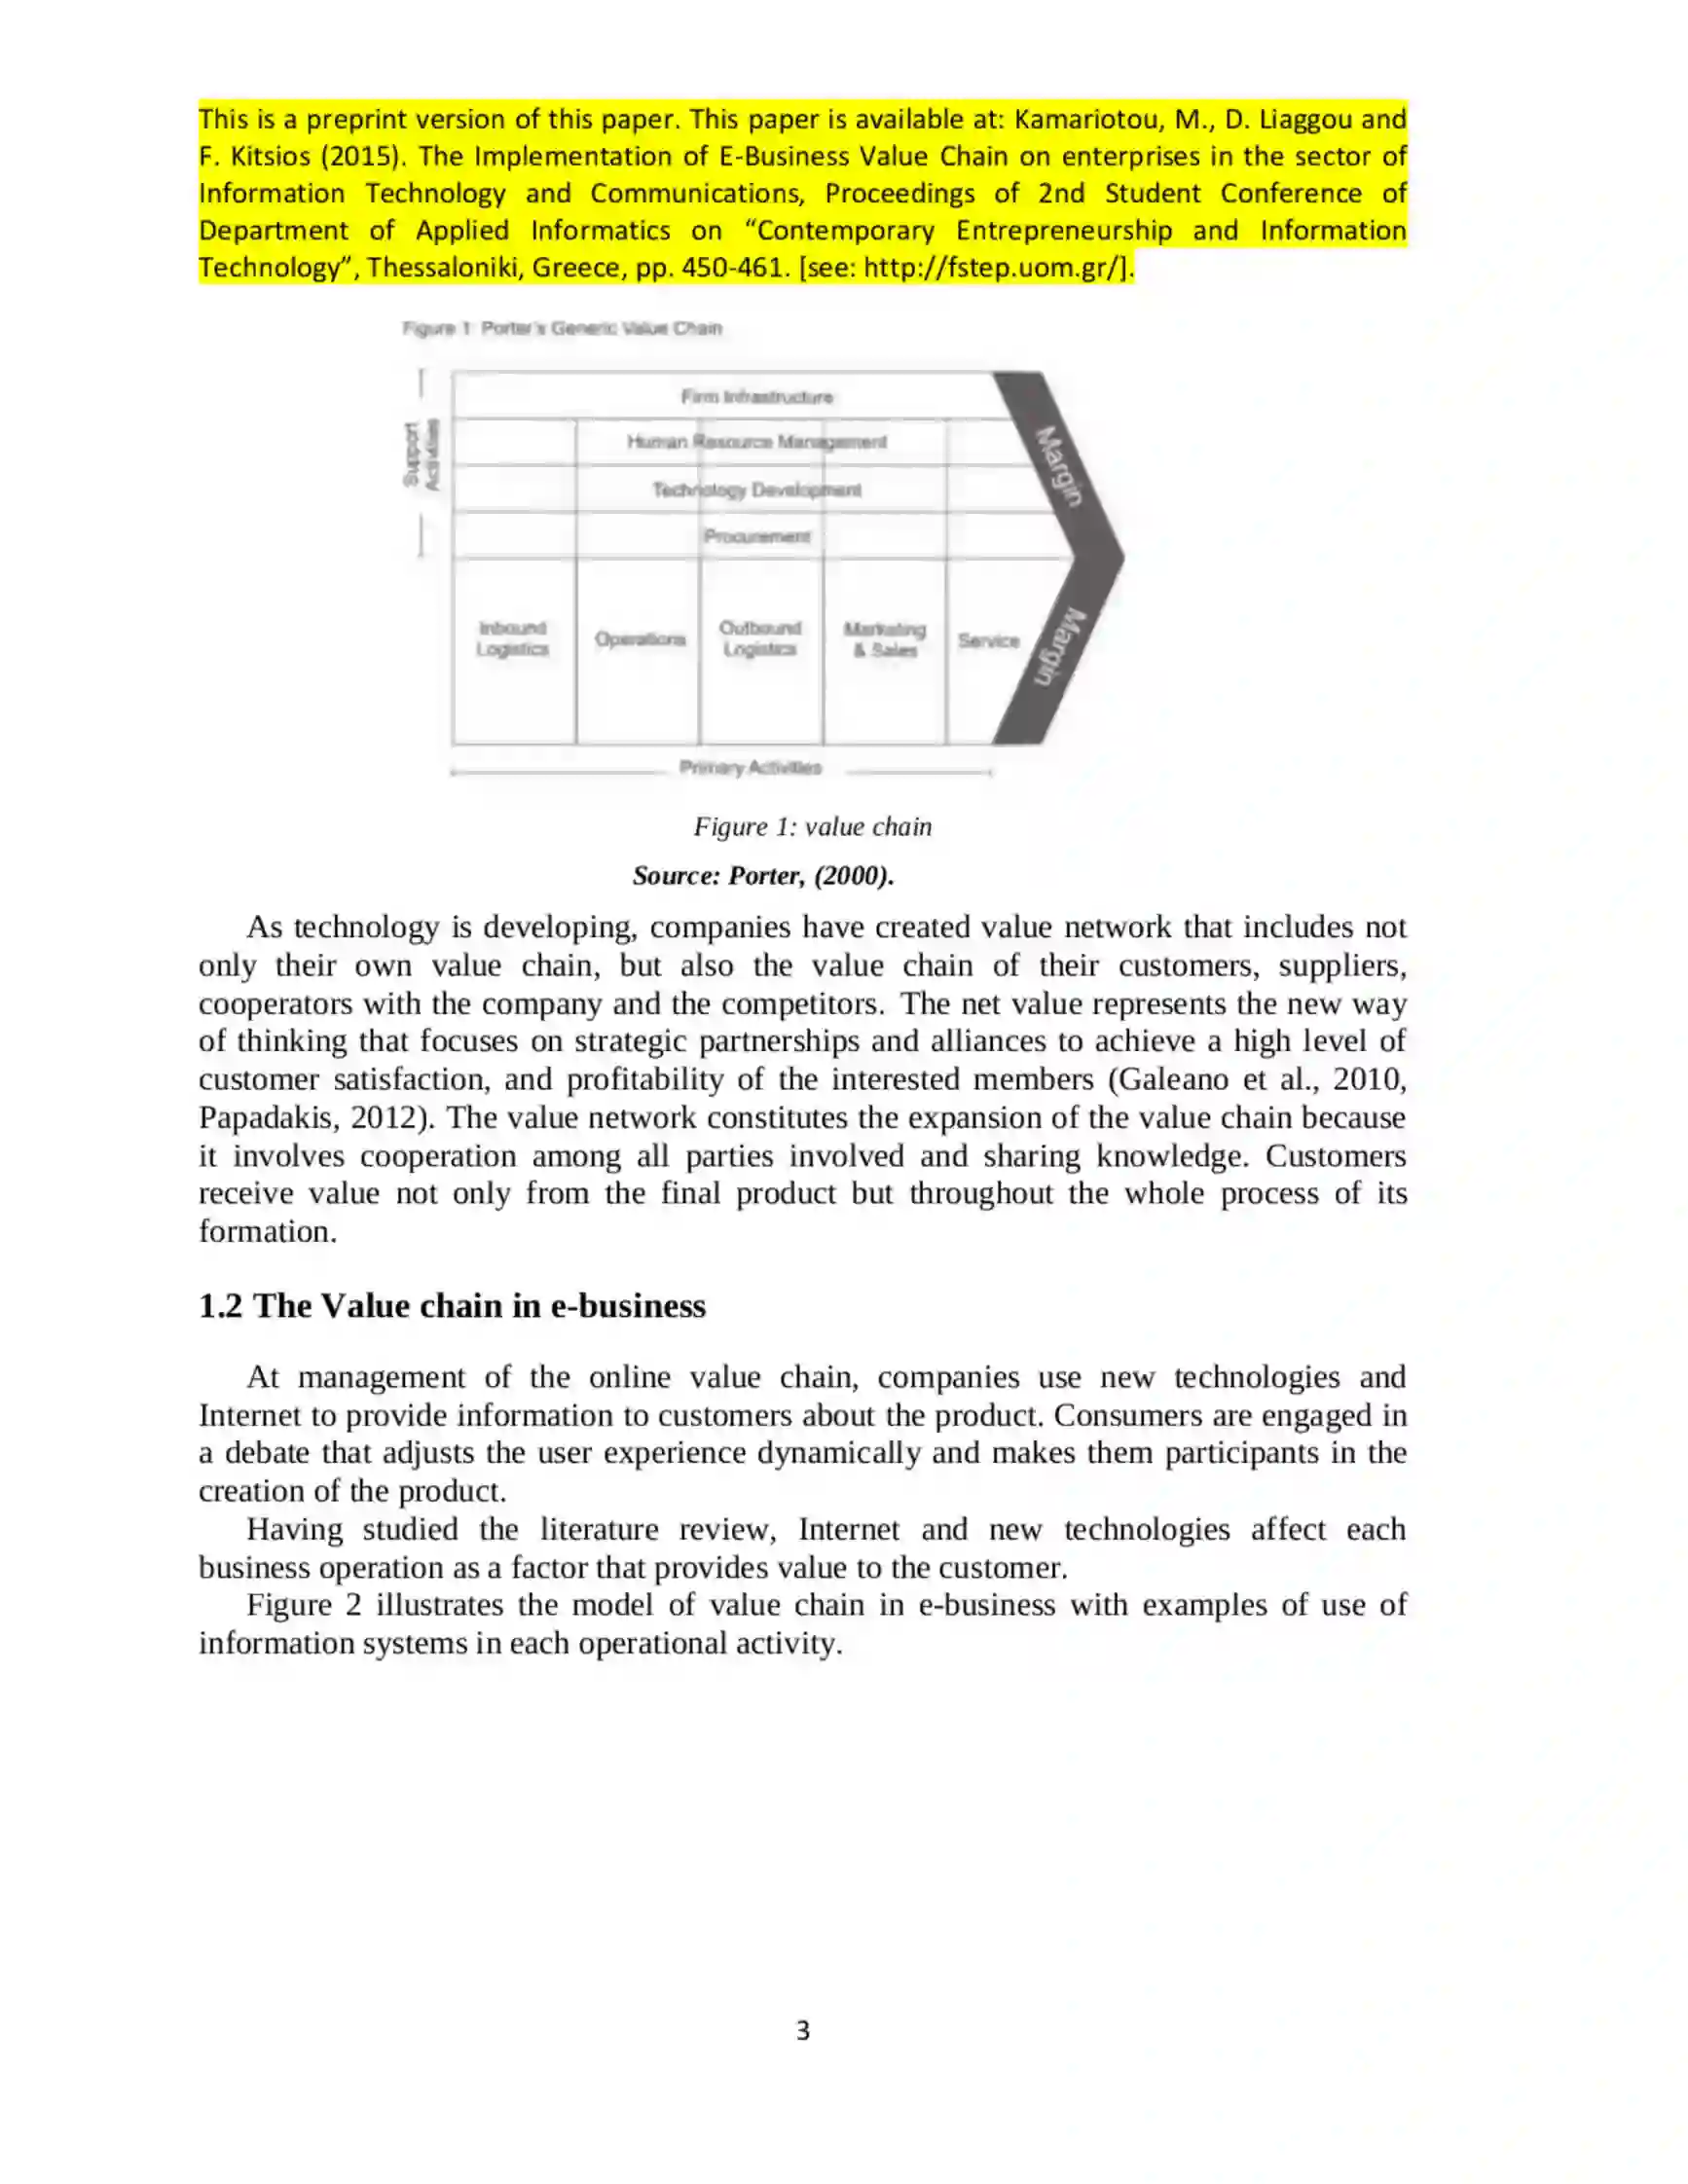 This is a preprint version of this paper. This paper is available at: Kamariotou, M., D. Liaggou and
F. Kitsios (2015). The Implementation of E-Business Value Chain on enterprises in the sector of
Information Technology and Communications, Proceedings of 2nd Student Conference of
Department of Applied Informatics on “Contemporary Entrepreneurship and Information
Technology”, Thessaloniki, Greece, pp. 450-461. [see: http://fstep.uom.gr/].
Figure 1 Porter's Generic Value Chain
Support
Activities
Firm Infrastructure
Human Resource Management
Technology Development
Procurement
Margin
Inbound
Logistics
Operations
Outbound
Logistics
Marketing
& Sales
Service
Margin
Primary Activities
Figure 1: value chain
Source: Porter, (2000).
As technology is developing, companies have created value network that includes not
only their own value chain, but also the value chain of their customers, suppliers,
cooperators with the company and the competitors. The net value represents the new way
of thinking that focuses on strategic partnerships and alliances to achieve a high level of
customer satisfaction, and profitability of the interested members (Galeano et al., 2010,
Papadakis, 2012). The value network constitutes the expansion of the value chain because
it involves cooperation among all parties involved and sharing knowledge. Customers
receive value not only from the final product but throughout the whole process of its
formation.
1.2 The Value chain in e-business
At management of the online value chain, companies use new technologies and
Internet to provide information to customers about the product. Consumers are engaged in
a debate that adjusts the user experience dynamically and makes them participants in the
creation of the product.
Having studied the literature review, Internet and new technologies affect each
business operation as a factor that provides value to the customer.
Figure 2 illustrates the model of value chain in e-business with examples of use of
information systems in each operational activity.
3